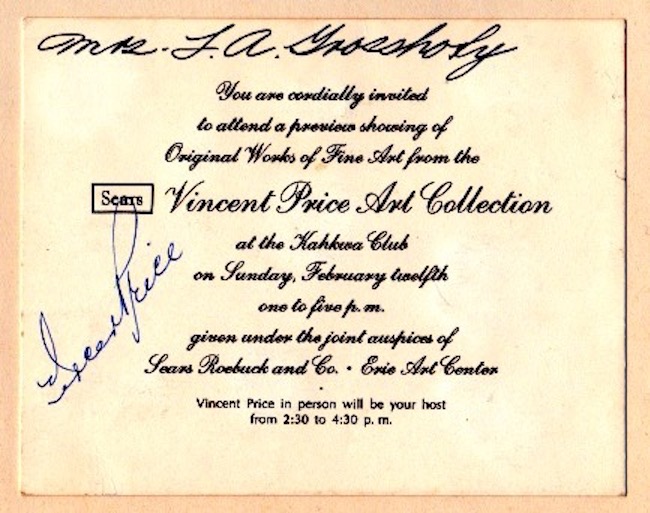 Mrs. L. A. Grosshofy
You are cordially invited
to attend a preview showing of
Original Works of Fine Art from the
Sears Vincent Price Art Collection
at the Kahkwa Club
on Sunday, February twelfth
one to five p. m.
given under the joint auspices of
Sears Roebuck and Co. • Erie Art Center
Vincent Price in person will be your host
from 2:30 to 4:30 p. m.
Vincent Price